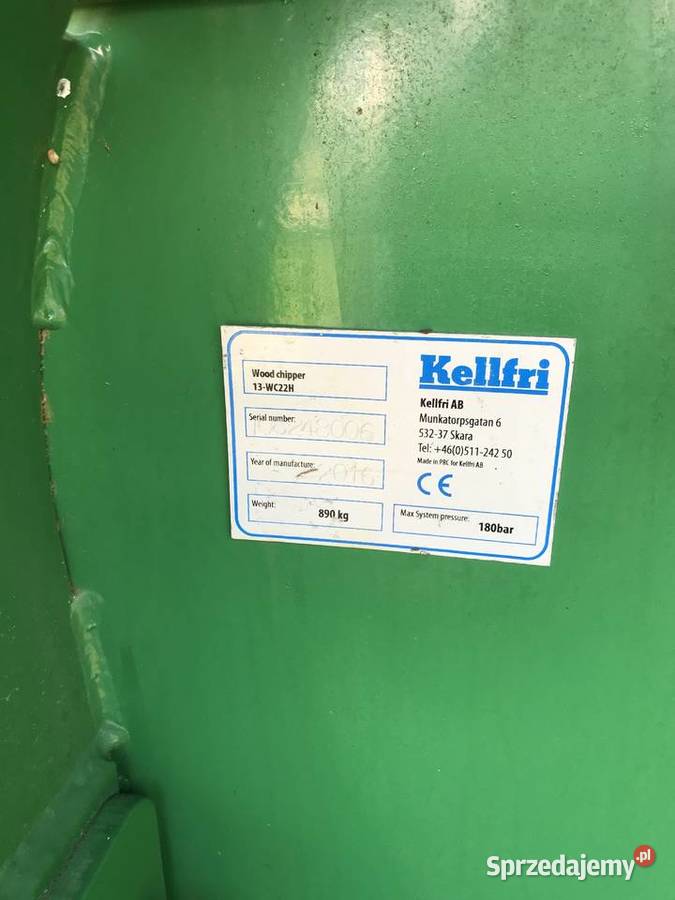 Wood chipper
13-WC22H
Serial number:
Year of manufacture:
2016
Weight:
890 kg
Kellfri
Kellfri AB
Munkatorpsgatan 6
532-37 Skara
Tel: +46(0)511-242 50
Made in PRC for Kellfri AB
CE
Max System pressure:
180bar
Sprzedajemy.pl